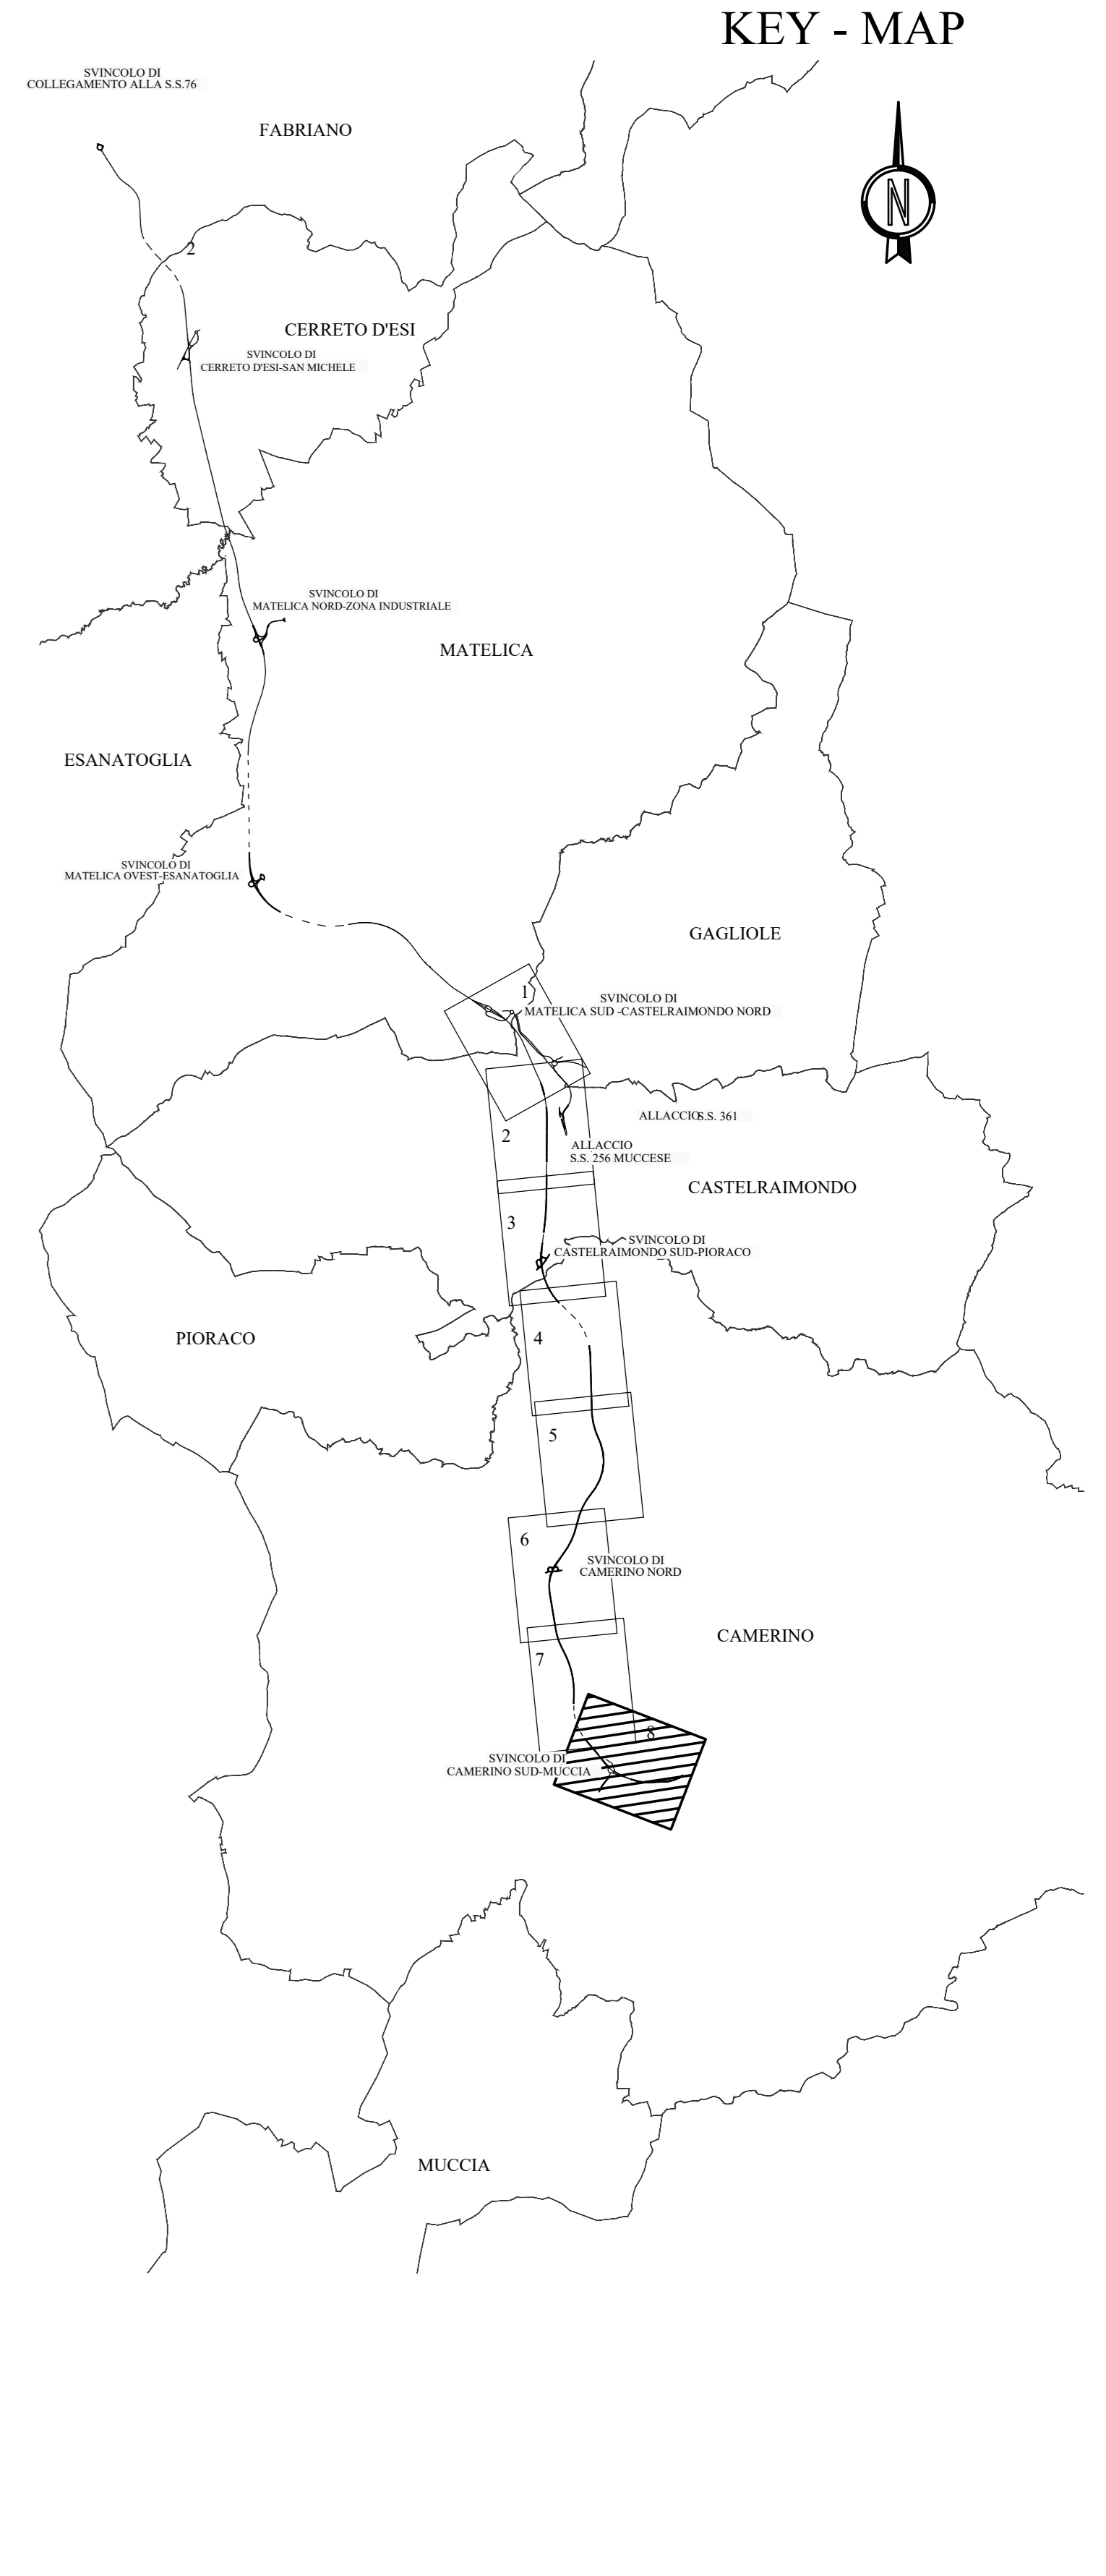 KEY - MAP
SVINCOLO DI
COLLEGAMENTO ALLA S.S.76
FABRIANO
N
2
CERRETO D'ESI
SVINCOLO DI
CERRETO D'ESI-SAN MICHELE
SVINCOLO DI
MATELICA NORD-ZONA INDUSTRIALE
MATELICA
ESANATOGLIA
SVINCOLO DI
MATELICA OVEST-ESANATOGLIA
GAGLIOLE
1
SVINCOLO DI
MATELICA SUD -CASTELRAIMONDO NORD
ALLACCIO S.S. 361
2
ALLACCIO
S.S. 256 MUCCESE
CASTELRAIMONDO
3
SVINCOLO DI
CASTELRAIMONDO SUD-PIORACO
PIORACO
4
5
6
SVINCOLO DI
CAMERINO NORD
CAMERINO
7
8
SVINCOLO DI
CAMERINO SUD-MUCCIA
MUCCIA